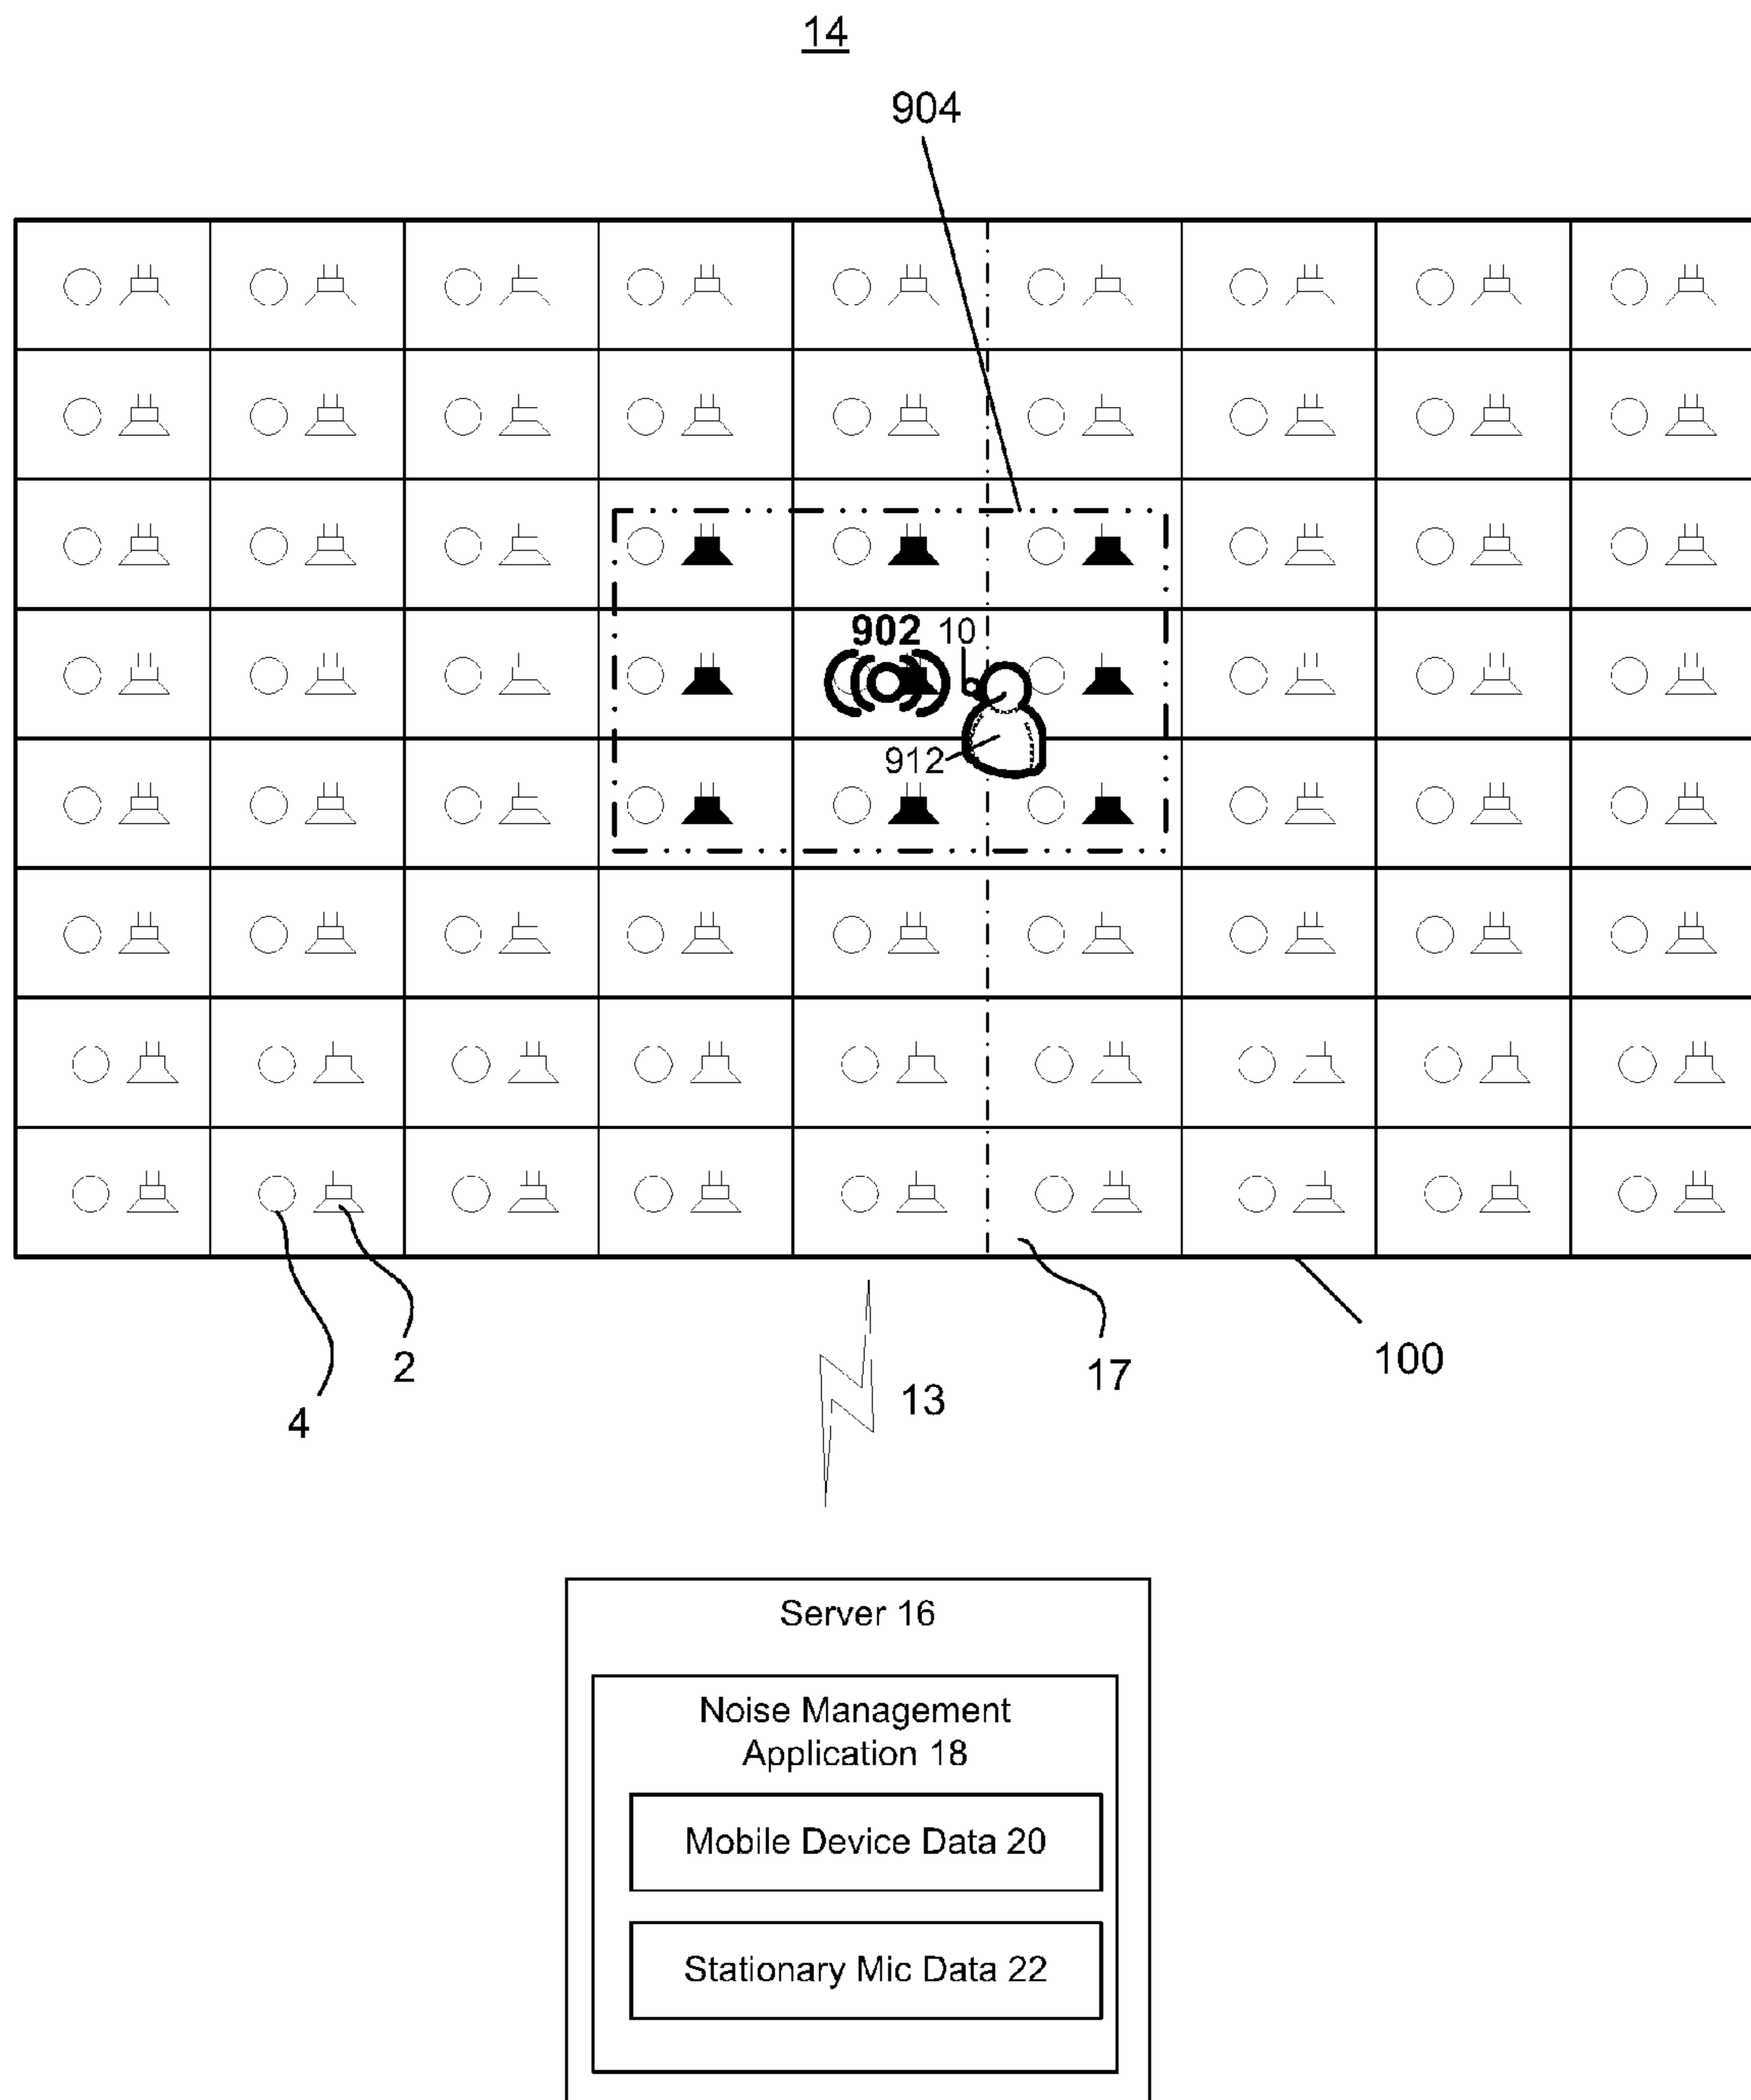 14
904
902 10
912
4
2
17
100
13
Server 16
Noise Management
Application 18
Mobile Device Data 20
Stationary Mic Data 22